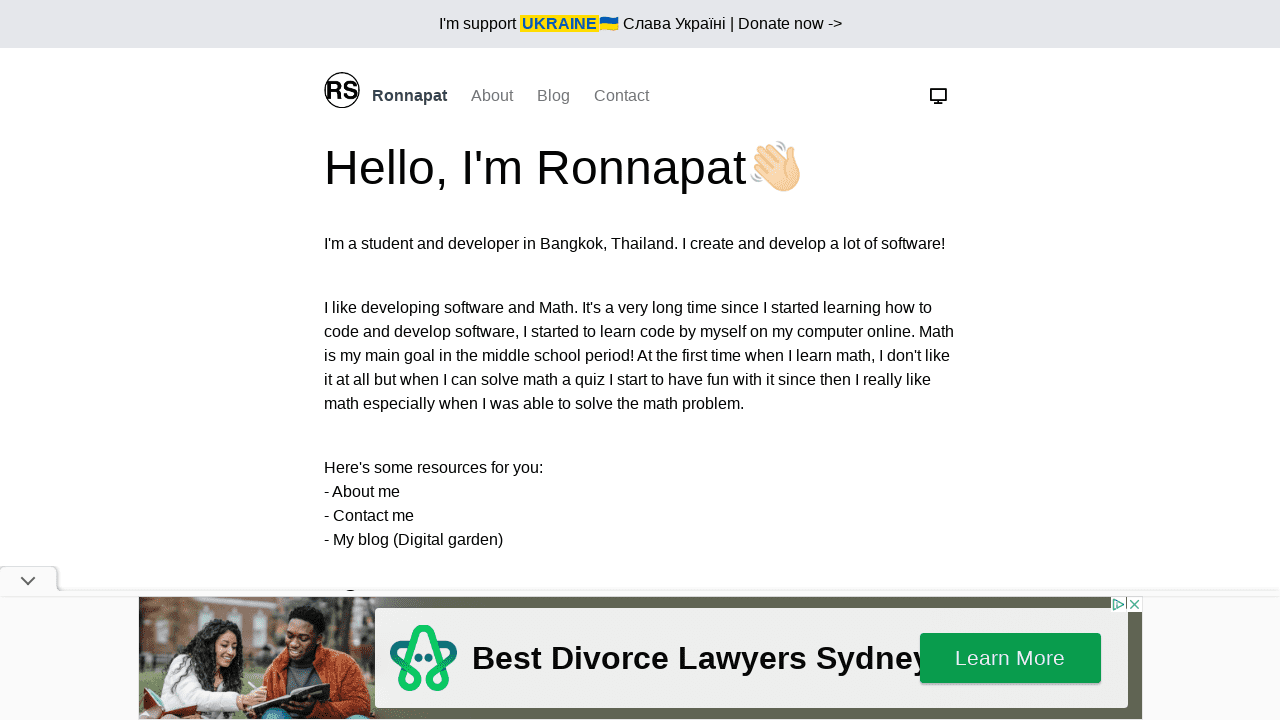 I'm support UKRAINE🇺🇦 Слава Україні | Donate now ->
RS Ronnapat About Blog Contact
Hello, I'm Ronnapat👋🏻
I'm a student and developer in Bangkok, Thailand. I create and develop a lot of software!
I like developing software and Math. It's a very long time since I started learning how to
code and develop software, I started to learn code by myself on my computer online. Math
is my main goal in the middle school period! At the first time when I learn math, I don't like
it at all but when I can solve math a quiz I start to have fun with it since then I really like
math especially when I was able to solve the math problem.
Here's some resources for you:
- About me
- Contact me
- My blog (Digital garden)
Best Divorce Lawyers Sydney
Learn More